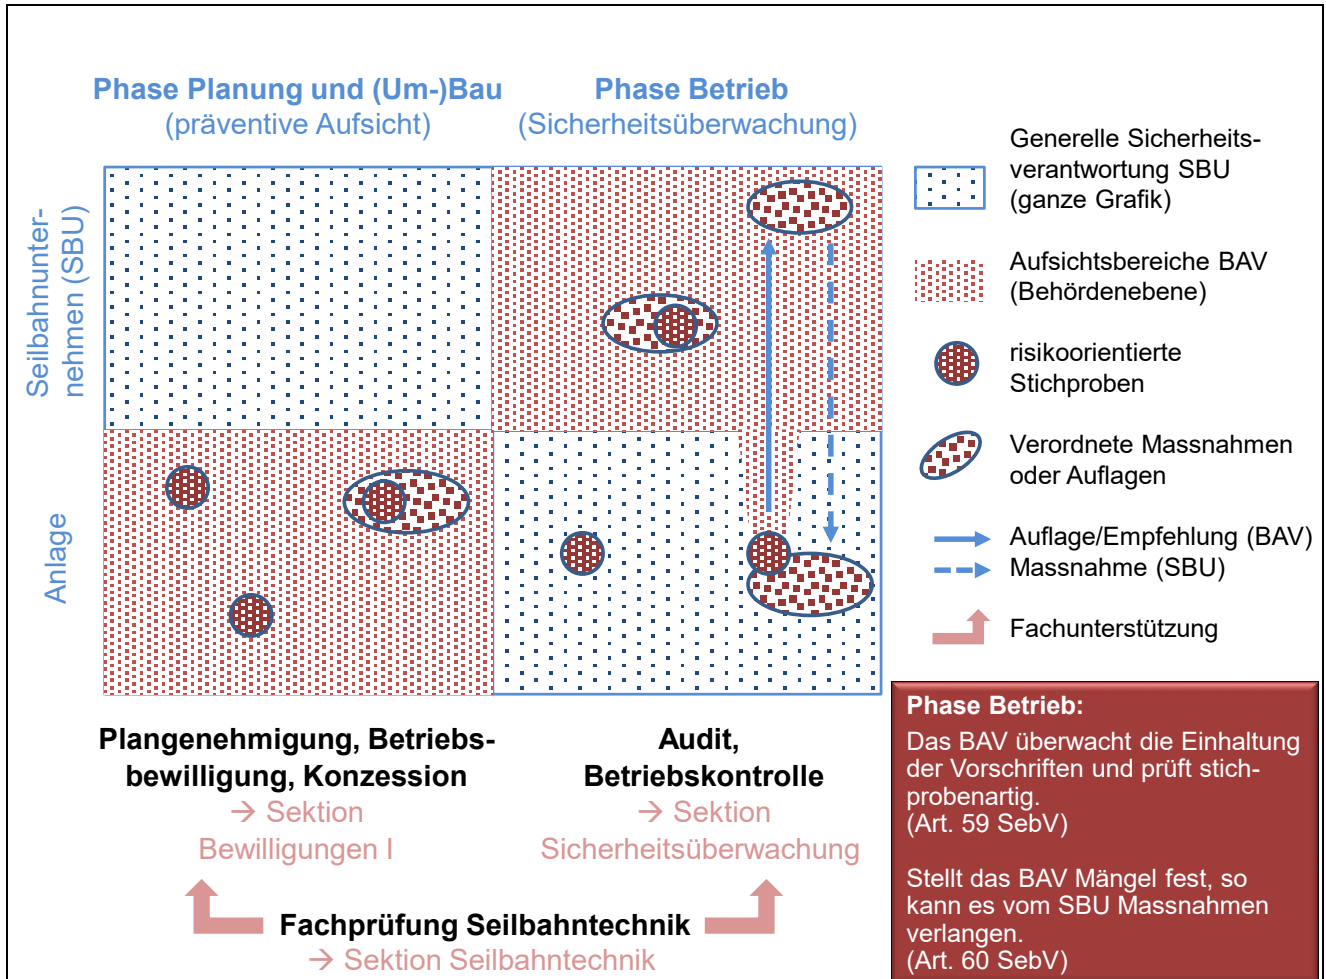 Phase Planung und (Um-)Bau
(präventive Aufsicht)
Phase Betrieb
(Sicherheitsüberwachung)
Seilbahnunter-
nehmen (SBU)
Anlage
Generelle Sicherheits-
verantwortung SBU
(ganze Grafik)
Aufsichtsbereiche BAV
(Behördenebene)
risikoorientierte
Stichproben
Verordnete Massnahmen
oder Auflagen
Auflage/Empfehlung (BAV)
Massnahme (SBU)
Fachunterstützung
Plangenehmigung, Betriebs-
bewilligung, Konzession
→ Sektion
Bewilligungen I
Audit,
Betriebskontrolle
→ Sektion
Sicherheitsüberwachung
Fachprüfung Seilbahntechnik
→ Sektion Seilbahntechnik
Phase Betrieb:
Das BAV überwacht die Einhaltung
der Vorschriften und prüft stich-
probenartig.
(Art. 59 SebV)
Stellt das BAV Mängel fest, so
kann es vom SBU Massnahmen
verlangen.
(Art. 60 SebV)